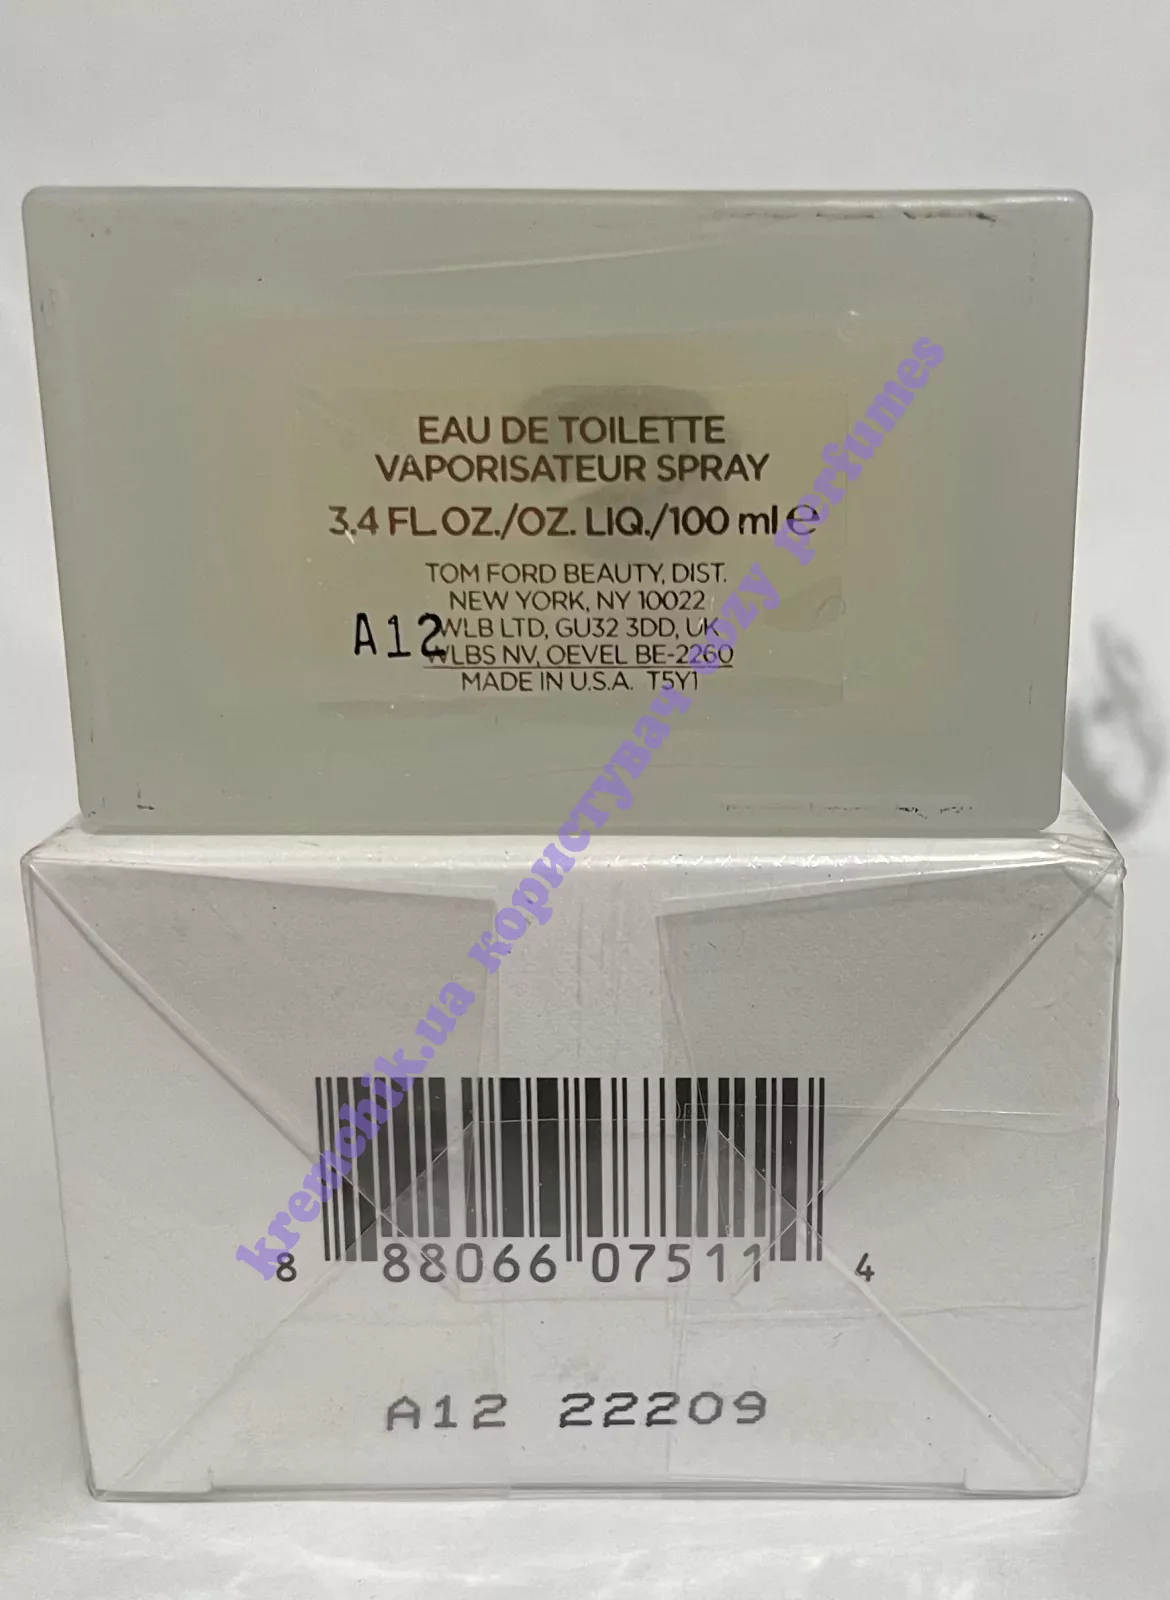 EAU DE TOILETTE
VAPORISATEUR SPRAY
3.4 FL.OZ./OZ. LIQ./100 ml ℮
TOM FORD BEAUTY, DIST.
NEW YORK, NY 10022
WLB LTD, GU32 3DD, UK
WLBS NV, OEVEL BE-2260
MADE IN U.S.A. T5Y1
A12
kremchik.ua користувач cozy perfumes
8 88066 07511 4
A12 22209